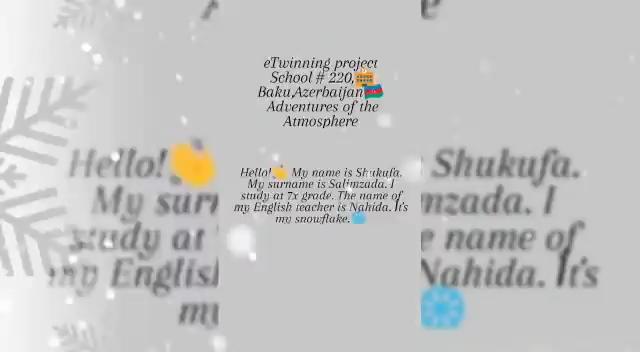 eTwinning project
School # 220,🏫
Baku,Azerbaijan🇦🇿
Adventures of the
Atmosphere
Hello!👋 My name is Shukufa.
My surname is Salimzada. I
study at 7x grade. The name of
my English teacher is Nahida. It's
my snowflake.❄️